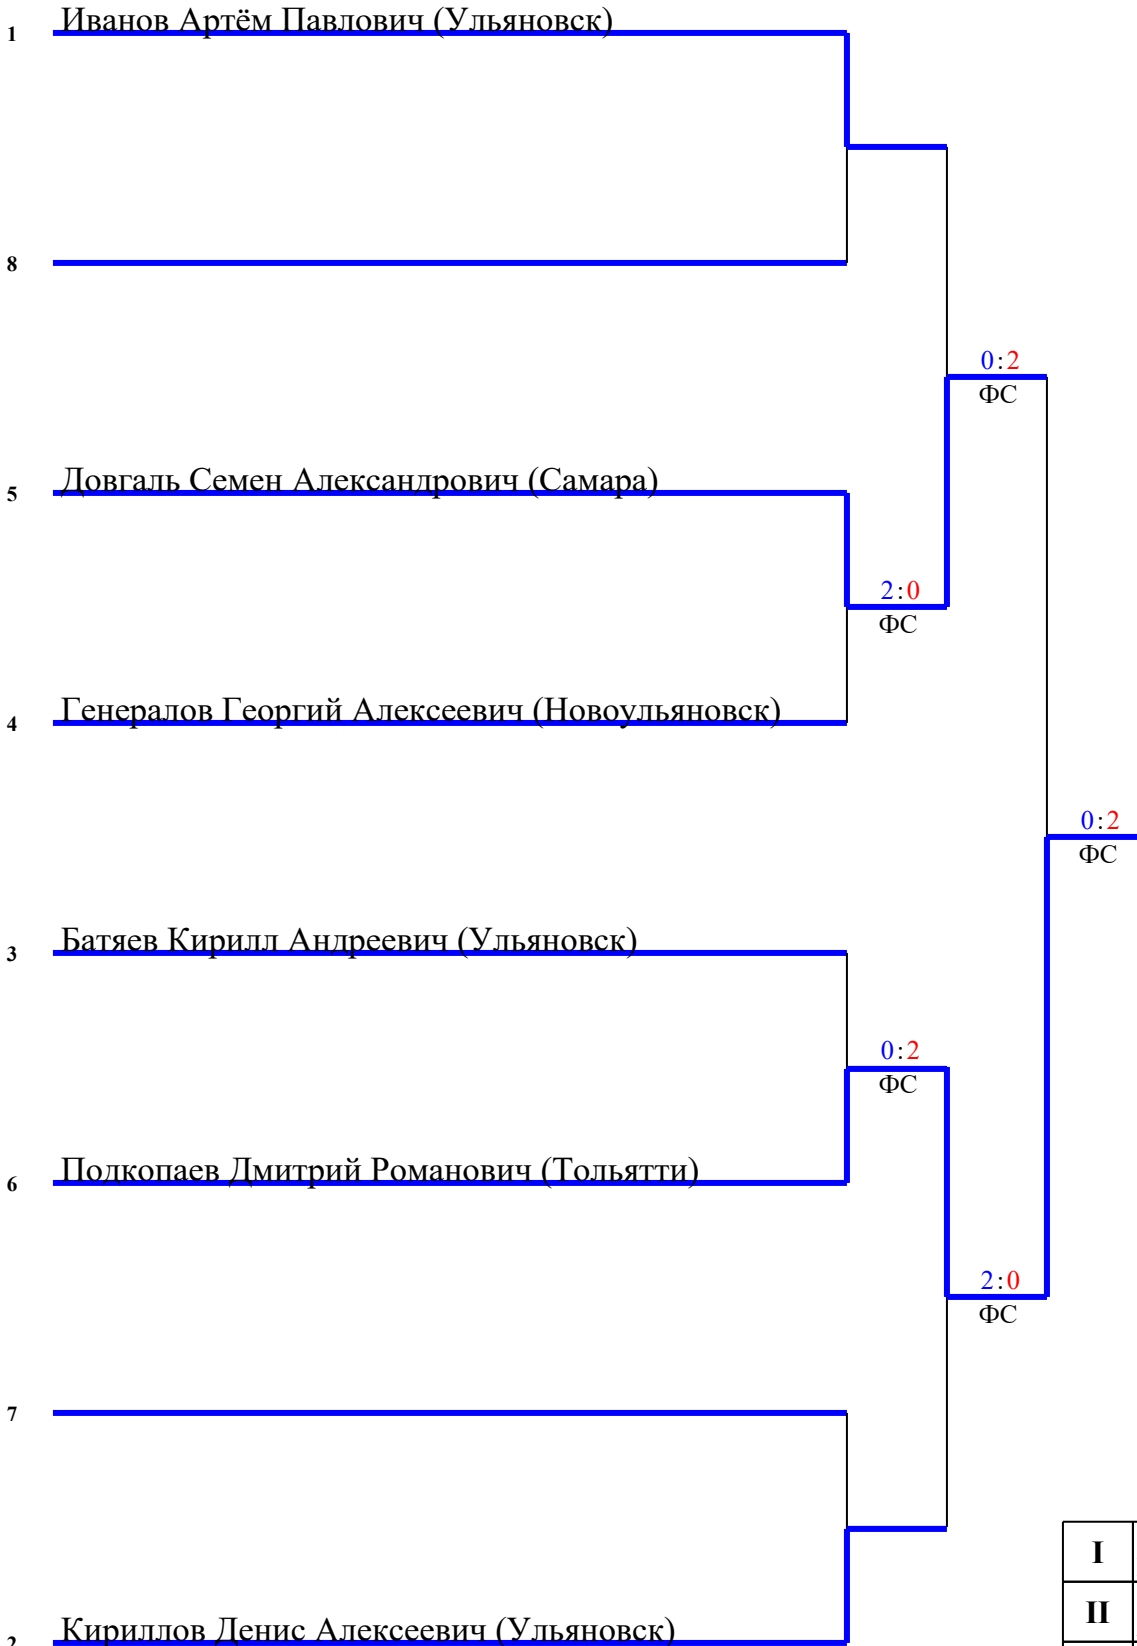 1 Иванов Артём Павлович (Ульяновск)
8
0:2
ФС
5 Довгаль Семен Александрович (Самара)
2:0
ФС
4 Генералов Георгий Алексеевич (Новоульяновск)
0:2
ФС
3 Батяев Кирилл Андреевич (Ульяновск)
0:2
ФС
6 Подкопаев Дмитрий Романович (Тольятти)
2:0
ФС
7
I
II
2 Кириллов Денис Алексеевич (Ульяновск)